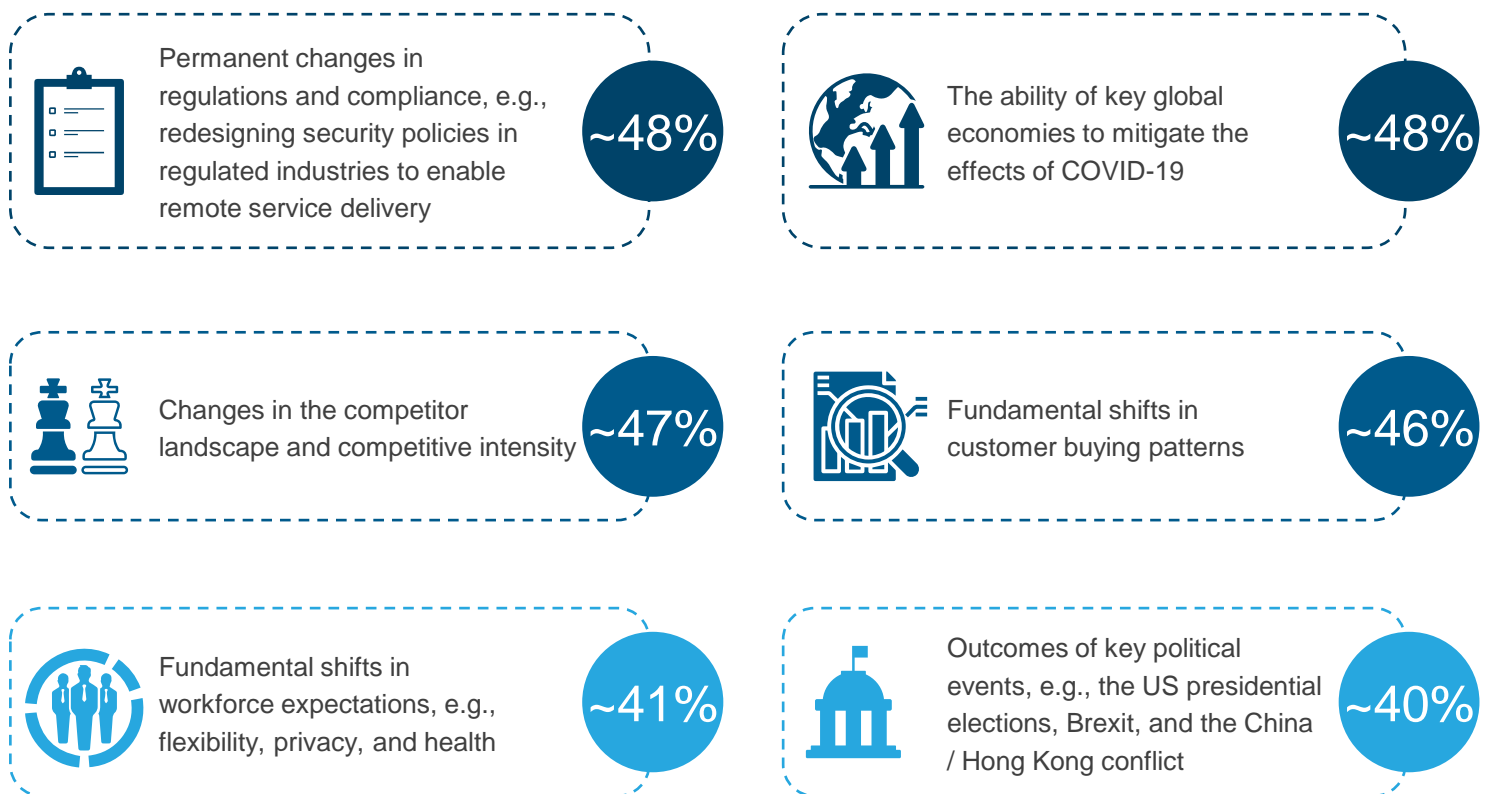 Permanent changes in
regulations and compliance, e.g.,
redesigning security policies in
regulated industries to enable
remote service delivery
~48%
The ability of key global
economies to mitigate the
effects of COVID-19
~48%
Changes in the competitor
landscape and competitive intensity
~47%
Fundamental shifts in
customer buying patterns
~46%
Fundamental shifts in
workforce expectations, e.g.,
flexibility, privacy, and health
~41%
Outcomes of key political
events, e.g., the US presidential
elections, Brexit, and the China
/ Hong Kong conflict
~40%